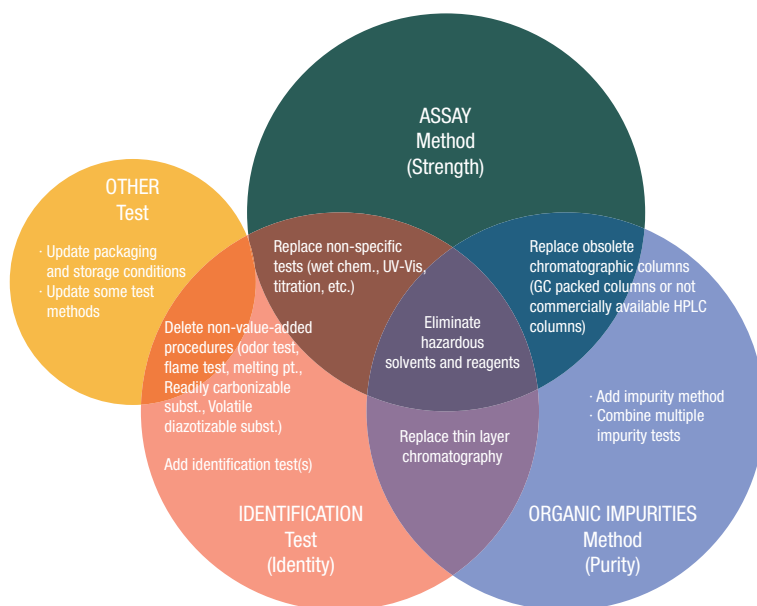 ASSAY
Method
(Strength)
OTHER
Test
· Update packaging
and storage conditions
· Update some test
methods
Replace non-specific
tests (wet chem., UV-Vis,
titration, etc.)
Replace obsolete
chromatographic columns
(GC packed columns or not
commercially available HPLC
columns)
Eliminate
hazardous
solvents and reagents
Delete non-value-added
procedures (odor test,
flame test, melting pt.,
Readily carbonizable
subst., Volatile
diazotizable subst.)
Add identification test(s)
· Add impurity method
· Combine multiple
impurity tests
Replace thin layer
chromatography
IDENTIFICATION
Test
(Identity)
ORGANIC IMPURITIES
Method
(Purity)